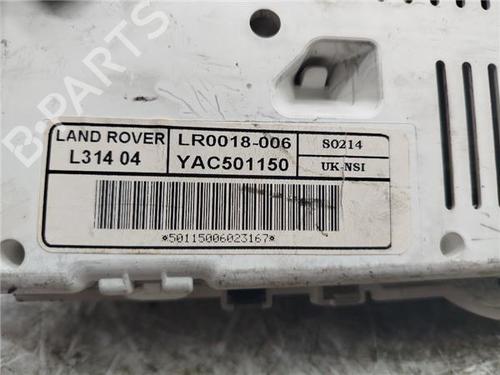 LAND ROVER
L314 04
LR0018-006
YAC501150
S0214
UK-NSI
*50115006023167*
B-PARTS